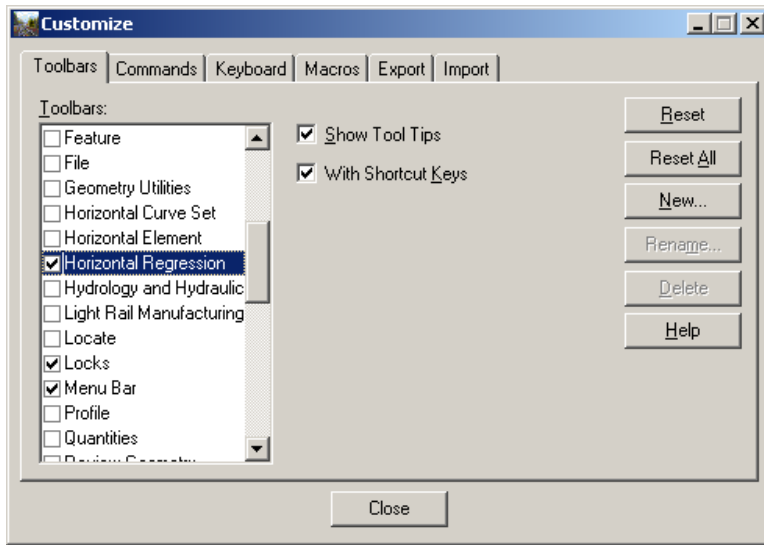 Customize
Toolbars Commands Keyboard Macros Export Import
Toolbars:
Feature
File
Geometry Utilities
Horizontal Curve Set
Horizontal Element
Horizontal Regression
Hydrology and Hydraulic
Light Rail Manufacturing
Locate
Locks
Menu Bar
Profile
Quantities
Review Geometry
Show Tool Tips
With Shortcut Keys
Reset
Reset All
New...
Rename...
Delete
Help
Close